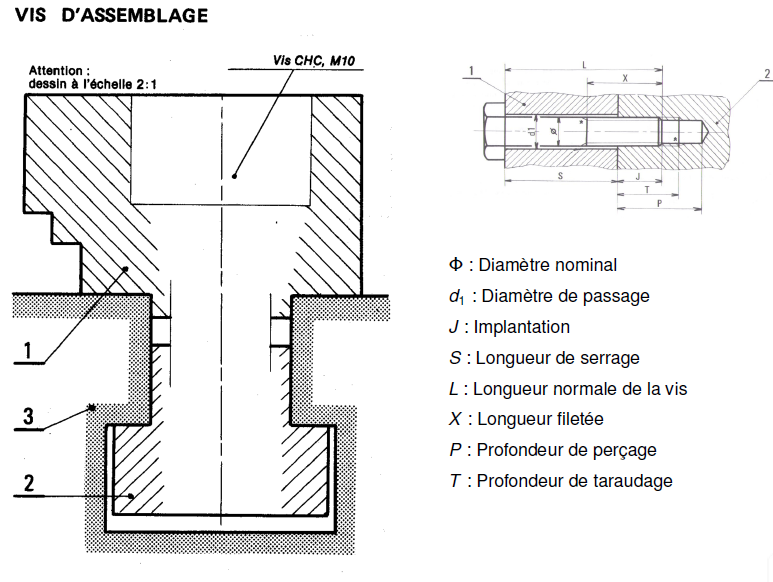 VIS D'ASSEMBLAGE
Attention :
dessin à l'échelle 2:1
Vis CHC, M10
1
3
2
1
L
X
2
d1
ø
S
J
T
P
Φ : Diamètre nominal
d1 : Diamètre de passage
J : Implantation
S : Longueur de serrage
L : Longueur normale de la vis
X : Longueur filetée
P : Profondeur de perçage
T : Profondeur de taraudage